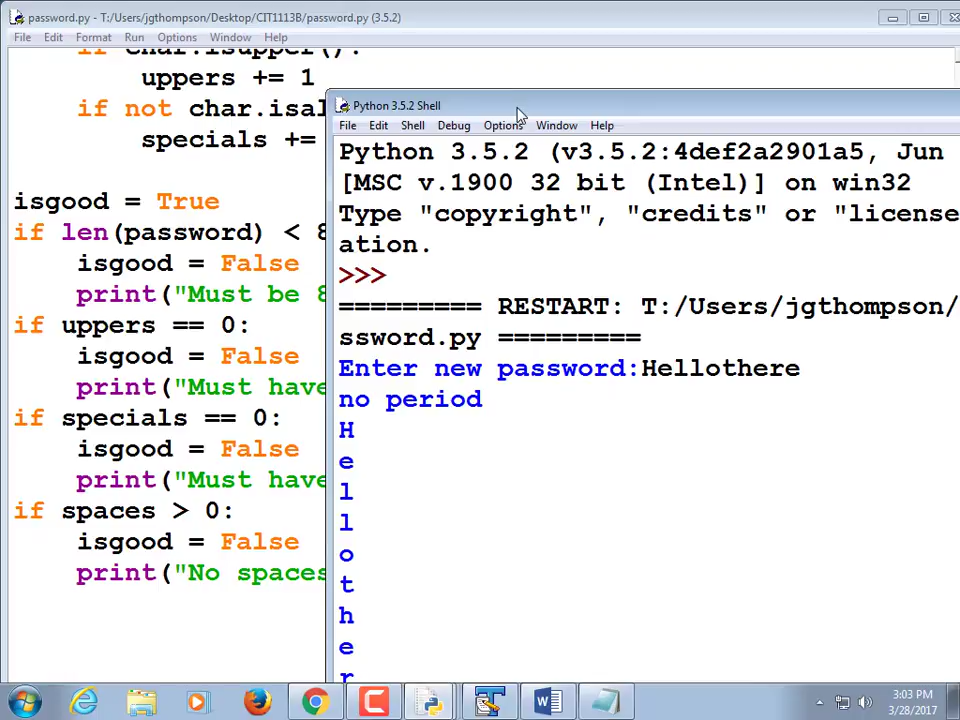 password.py - T:/Users/jgthompson/Desktop/CIT1113B/password.py (3.5.2)
File Edit Format Run Options Window Help
if char.isupper():
uppers += 1
if not char.isal
specials +=
isgood = True
if len(password) < 8
isgood = False
print("Must be 8
if uppers == 0:
isgood = False
print("Must have
if specials == 0:
isgood = False
print("Must have
if spaces > 0:
isgood = False
print("No spaces
Python 3.5.2 Shell
File Edit Shell Debug Options Window Help
Python 3.5.2 (v3.5.2:4def2a2901a5, Jun
[MSC v.1900 32 bit (Intel)] on win32
Type "copyright", "credits" or "license
ation.
>>>
========= RESTART: T:/Users/jgthompson/
ssword.py =========
Enter new password:Hellothere
no period
H
e
l
l
o
t
h
e
r
3:03 PM
3/28/2017